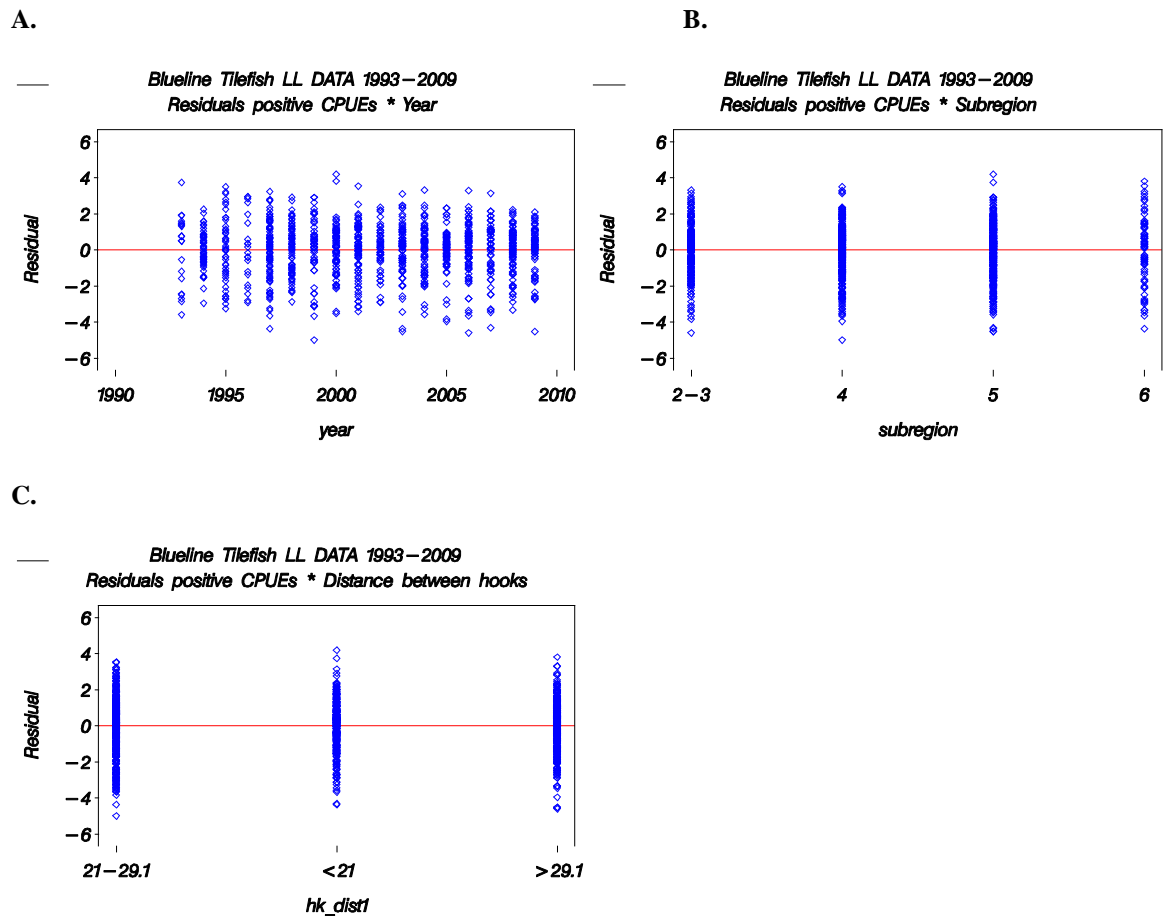 A.
Blueline Tilefish LL DATA 1993−2009
Residuals positive CPUEs * Year
6
4
2
0
−2
−4
−6
Residual
1990 1995 2000 2005 2010
year
B.
Blueline Tilefish LL DATA 1993−2009
Residuals positive CPUEs * Subregion
6
4
2
0
−2
−4
−6
Residual
2−3 4 5 6
subregion
C.
Blueline Tilefish LL DATA 1993−2009
Residuals positive CPUEs * Distance between hooks
6
4
2
0
−2
−4
−6
Residual
21−29.1 <21 >29.1
hk_dist1